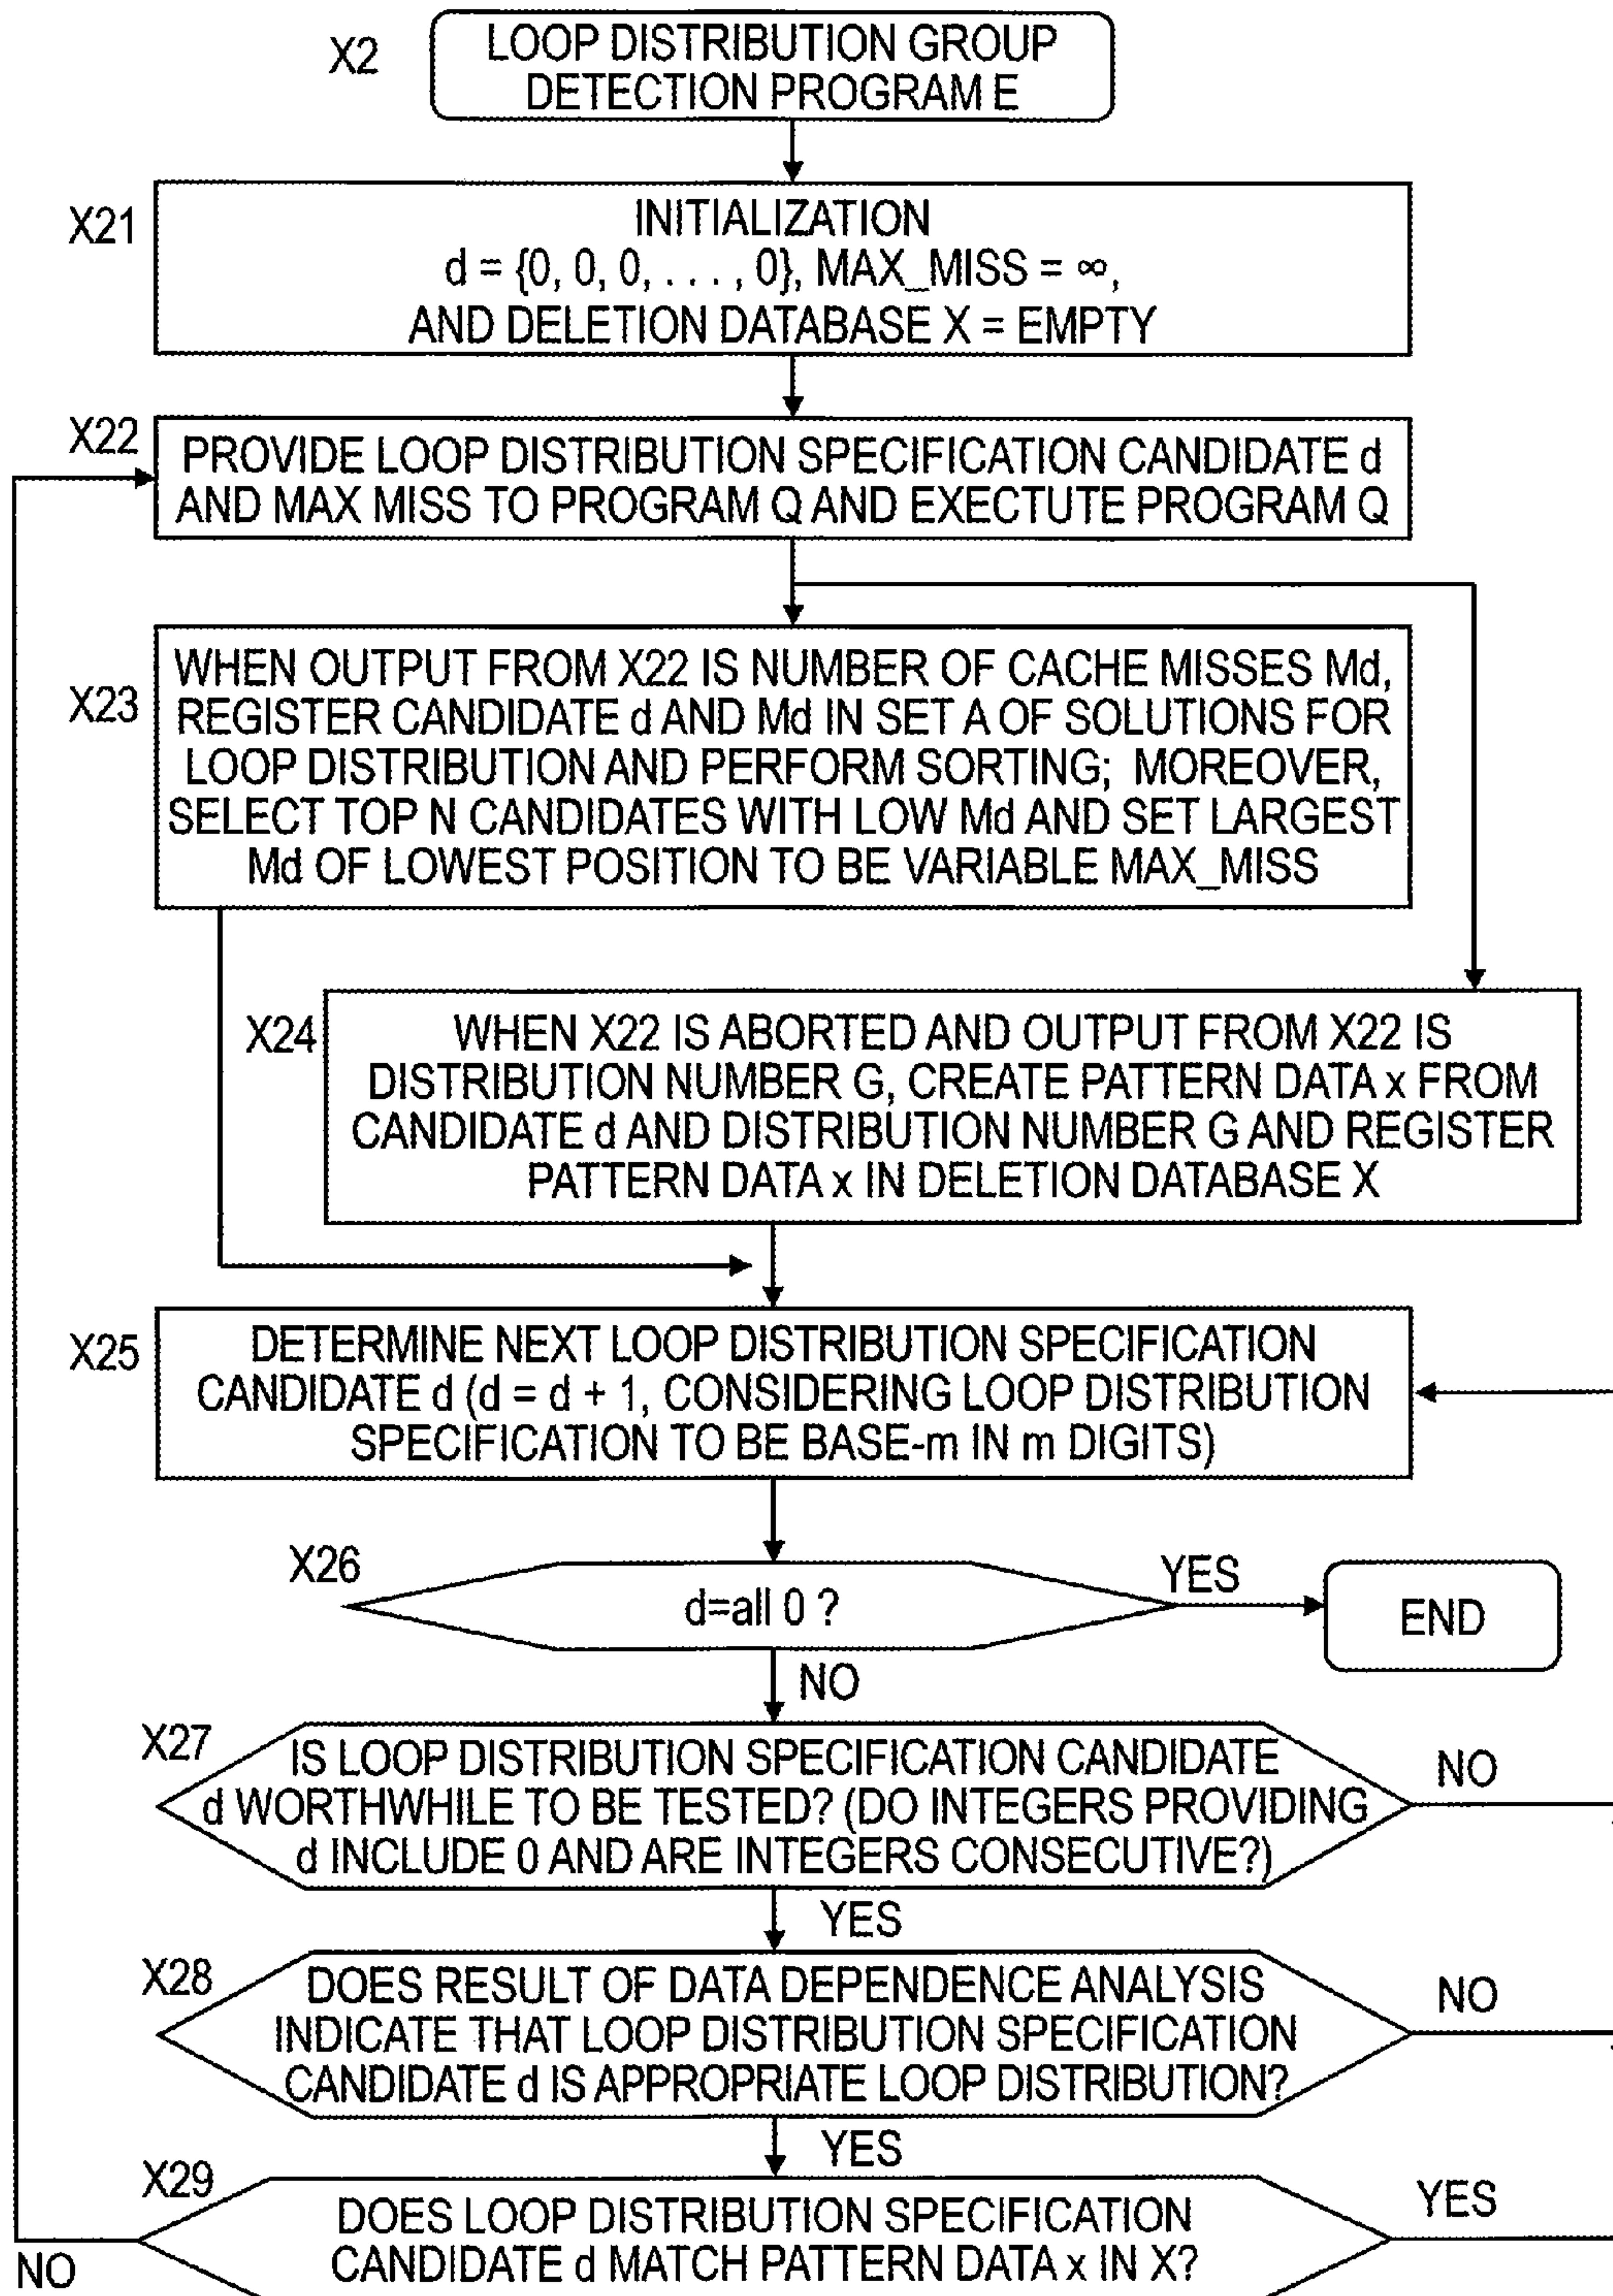 X2
LOOP DISTRIBUTION GROUP
DETECTION PROGRAM E
X21
INITIALIZATION
d = {0, 0, 0, . . . , 0}, MAX_MISS = ∞,
AND DELETION DATABASE X = EMPTY
X22
PROVIDE LOOP DISTRIBUTION SPECIFICATION CANDIDATE d
AND MAX MISS TO PROGRAM Q AND EXECTUTE PROGRAM Q
X23
WHEN OUTPUT FROM X22 IS NUMBER OF CACHE MISSES Md,
REGISTER CANDIDATE d AND Md IN SET A OF SOLUTIONS FOR
LOOP DISTRIBUTION AND PERFORM SORTING; MOREOVER,
SELECT TOP N CANDIDATES WITH LOW Md AND SET LARGEST
Md OF LOWEST POSITION TO BE VARIABLE MAX_MISS
X24
WHEN X22 IS ABORTED AND OUTPUT FROM X22 IS
DISTRIBUTION NUMBER G, CREATE PATTERN DATA x FROM
CANDIDATE d AND DISTRIBUTION NUMBER G AND REGISTER
PATTERN DATA x IN DELETION DATABASE X
X25
DETERMINE NEXT LOOP DISTRIBUTION SPECIFICATION
CANDIDATE d (d = d + 1, CONSIDERING LOOP DISTRIBUTION
SPECIFICATION TO BE BASE-m IN m DIGITS)
X26
d=all 0 ?
YES
END
NO
X27
IS LOOP DISTRIBUTION SPECIFICATION CANDIDATE
d WORTHWHILE TO BE TESTED? (DO INTEGERS PROVIDING
d INCLUDE 0 AND ARE INTEGERS CONSECUTIVE?)
NO
YES
X28
DOES RESULT OF DATA DEPENDENCE ANALYSIS
INDICATE THAT LOOP DISTRIBUTION SPECIFICATION
CANDIDATE d IS APPROPRIATE LOOP DISTRIBUTION?
NO
YES
X29
DOES LOOP DISTRIBUTION SPECIFICATION
CANDIDATE d MATCH PATTERN DATA x IN X?
YES
NO